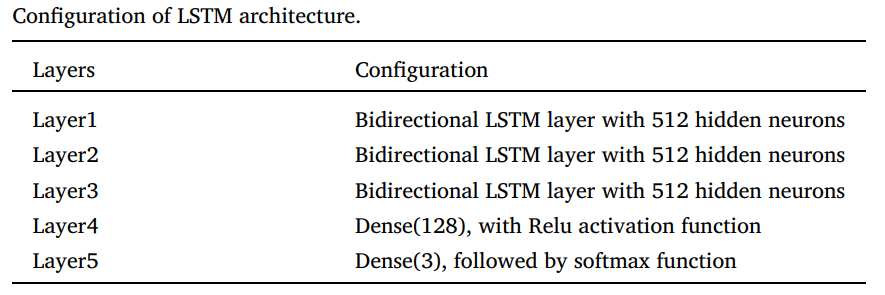 Configuration of LSTM architecture.
Layers Configuration
Layer1 Bidirectional LSTM layer with 512 hidden neurons
Layer2 Bidirectional LSTM layer with 512 hidden neurons
Layer3 Bidirectional LSTM layer with 512 hidden neurons
Layer4 Dense(128), with Relu activation function
Layer5 Dense(3), followed by softmax function